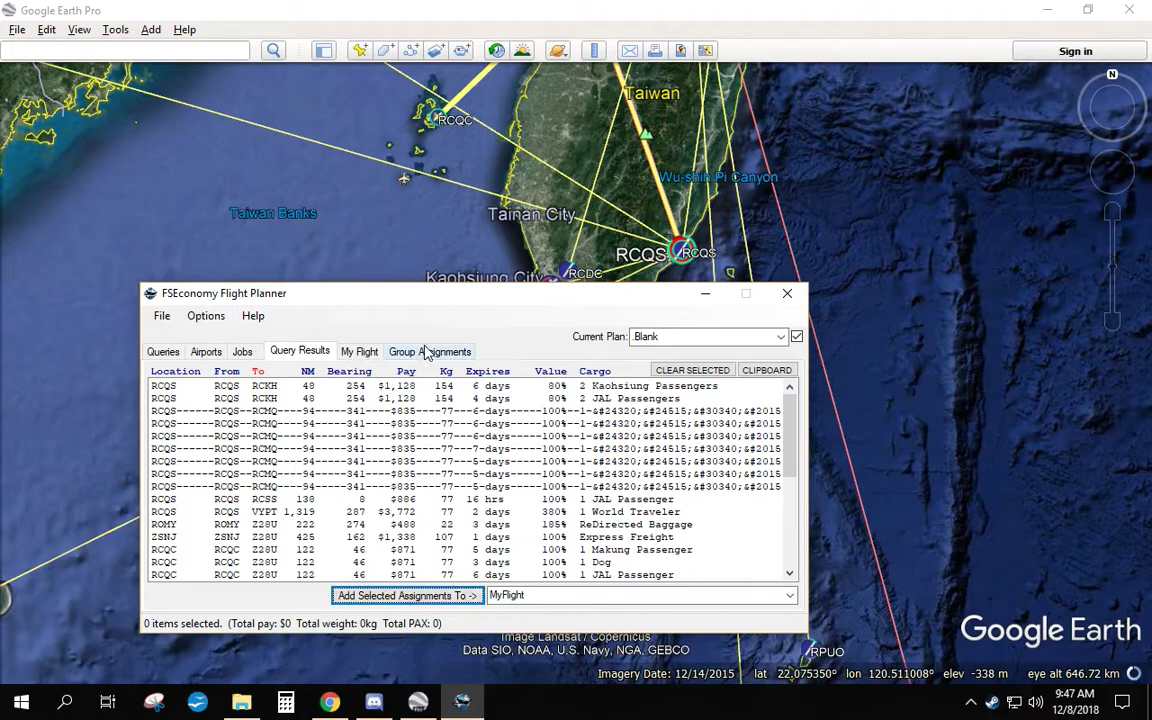 Google Earth Pro
File Edit View Tools Add Help
Sign in
N
Taiwan
RCQC
Wu-shin Pi Canyon
Taiwan Banks
Tainan City
RCQS RCQS
Kaohsiung City
RCDC
FSEconomy Flight Planner
File Options Help
Current Plan: .Blank
Queries Airports Jobs Query Results My Flight Group Assignments
CLEAR SELECTED CLIPBOARD
Location From To NM Bearing Pay Kg Expires Value Cargo
RCQS RCQS RCKH 48 254 $1,128 154 6 days 80% 2 Kaohsiung Passengers
RCQS RCQS RCKH 48 254 $1,128 154 4 days 80% 2 JAL Passengers
RCQS------RCQS--RCMQ---94-----341----$835----77--6-days----100%--1-&#24320;&#24515;&#30340;&#2015
RCQS------RCQS--RCMQ---94-----341----$835----77--6-days----100%--1-&#24320;&#24515;&#30340;&#2015
RCQS------RCQS--RCMQ---94-----341----$835----77--6-days----100%--1-&#24320;&#24515;&#30340;&#2015
RCQS------RCQS--RCMQ---94-----341----$835----77--5-days----100%--1-&#24320;&#24515;&#30340;&#2015
RCQS------RCQS--RCMQ---94-----341----$835----77--5-days----100%--1-&#24320;&#24515;&#30340;&#2015
RCQS------RCQS--RCMQ---94-----341----$835----77--5-days----100%--1-&#24320;&#24515;&#30340;&#2015
RCQS------RCQS--RCMQ---94-----341----$835----77--5-days----100%--1-&#24320;&#24515;&#30340;&#2015
RCQS RCQS RCSS 138 8 $886 77 16 hrs 100% 1 JAL Passenger
RCQS RCQS VYPT 1,319 287 $3,772 77 2 days 380% 1 World Traveler
ROMY ROMY Z28U 222 274 $488 22 3 days 185% ReDirected Baggage
ZSNJ ZSNJ Z28U 425 162 $1,338 107 1 days 100% Express Freight
RCQC RCQC Z28U 122 46 $871 77 5 days 100% 1 Makung Passenger
RCQC RCQC Z28U 122 46 $871 77 3 days 100% 1 Dog
RCQC RCQC Z28U 122 46 $871 77 6 days 100% 1 JAL Passenger
Add Selected Assignments To -> MyFlight
0 items selected. (Total pay: $0 Total weight: 0kg Total PAX: 0)
Image Landsat / Copernicus
Data SIO, NOAA, U.S. Navy, NGA, GEBCO
Google Earth
RPUO
Imagery Date: 12/14/2015 lat 22.075350° lon 120.511008° elev -338 m eye alt 646.72 km
9:47 AM
12/8/2018